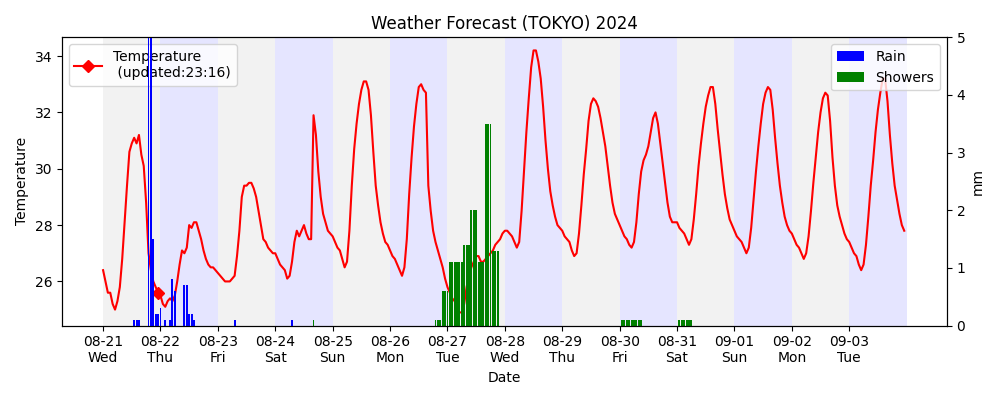 Weather Forecast (TOKYO) 2024
Temperature
(updated:23:16)
Rain
Showers
34
32
30
28
26
Temperature
5
4
3
2
1
0
mm
08-21 08-22 08-23 08-24 08-25 08-26 08-27 08-28 08-29 08-30 08-31 09-01 09-02 09-03
Wed Thu Fri Sat Sun Mon Tue Wed Thu Fri Sat Sun Mon Tue
Date